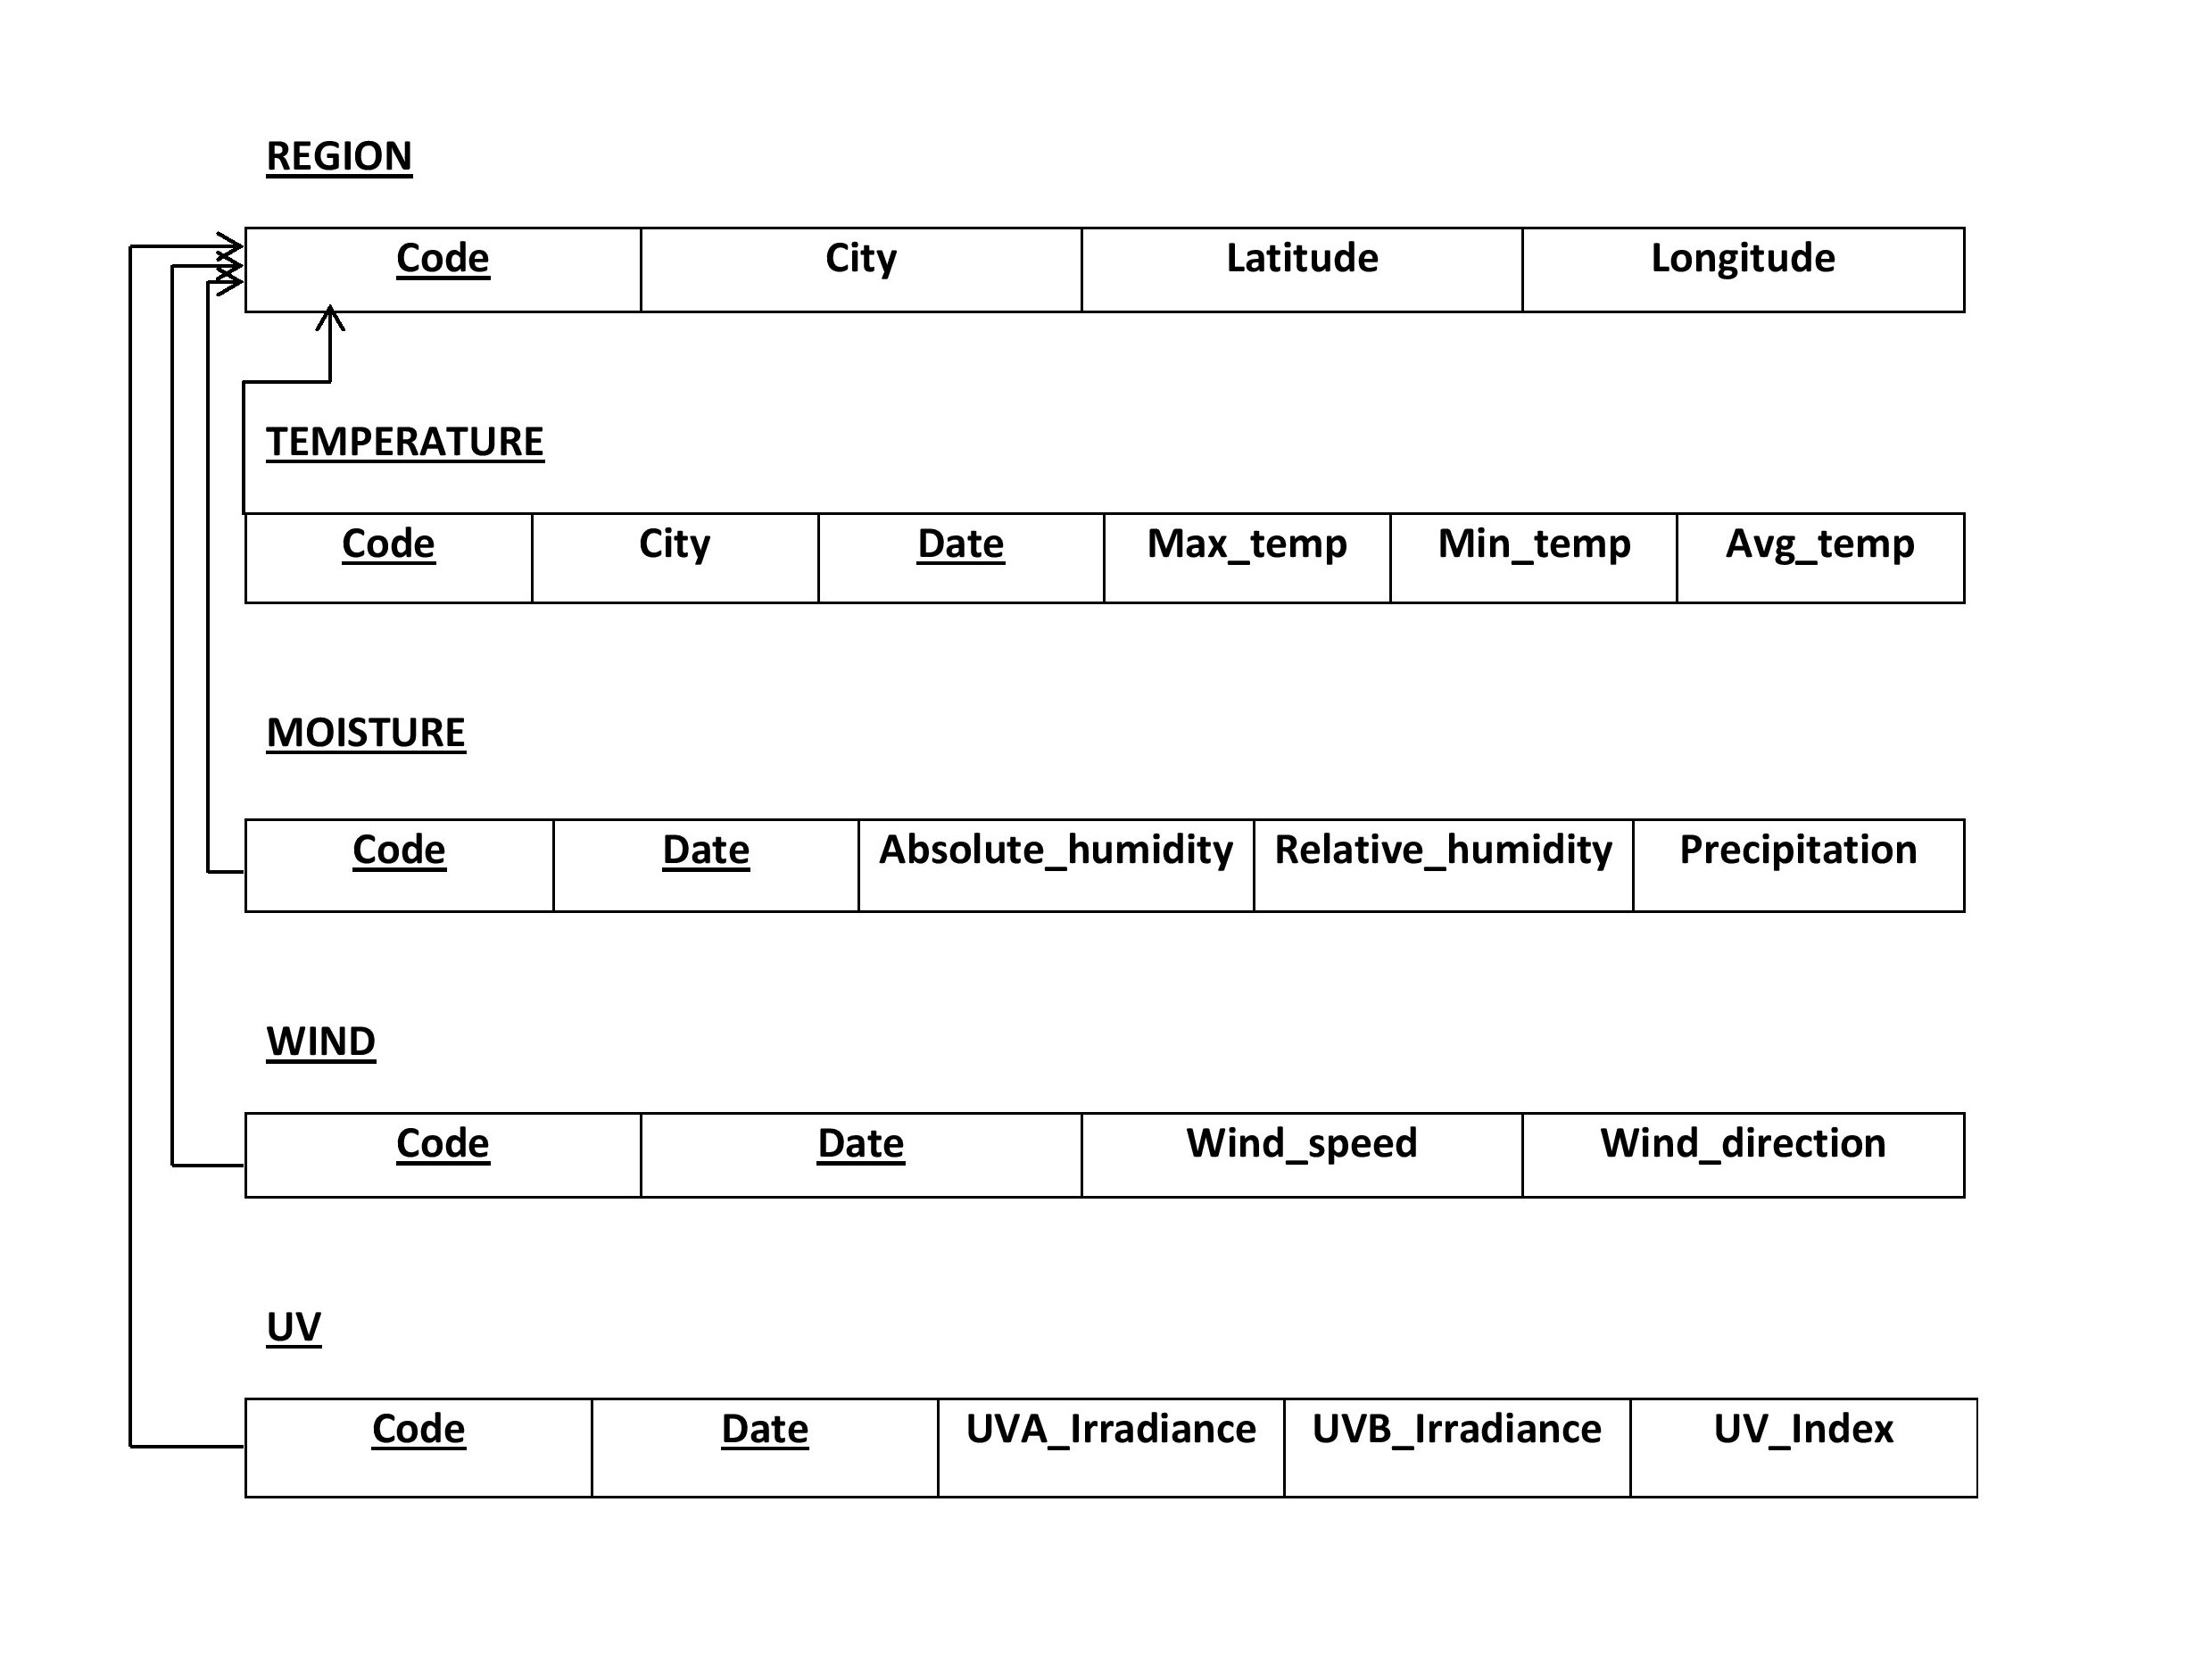 REGION
Code City Latitude Longitude
TEMPERATURE
Code City Date Max_temp Min_temp Avg_temp
MOISTURE
Code Date Absolute_humidity Relative_humidity Precipitation
WIND
Code Date Wind_speed Wind_direction
UV
Code Date UVA_Irradiance UVB_Irradiance UV_Index